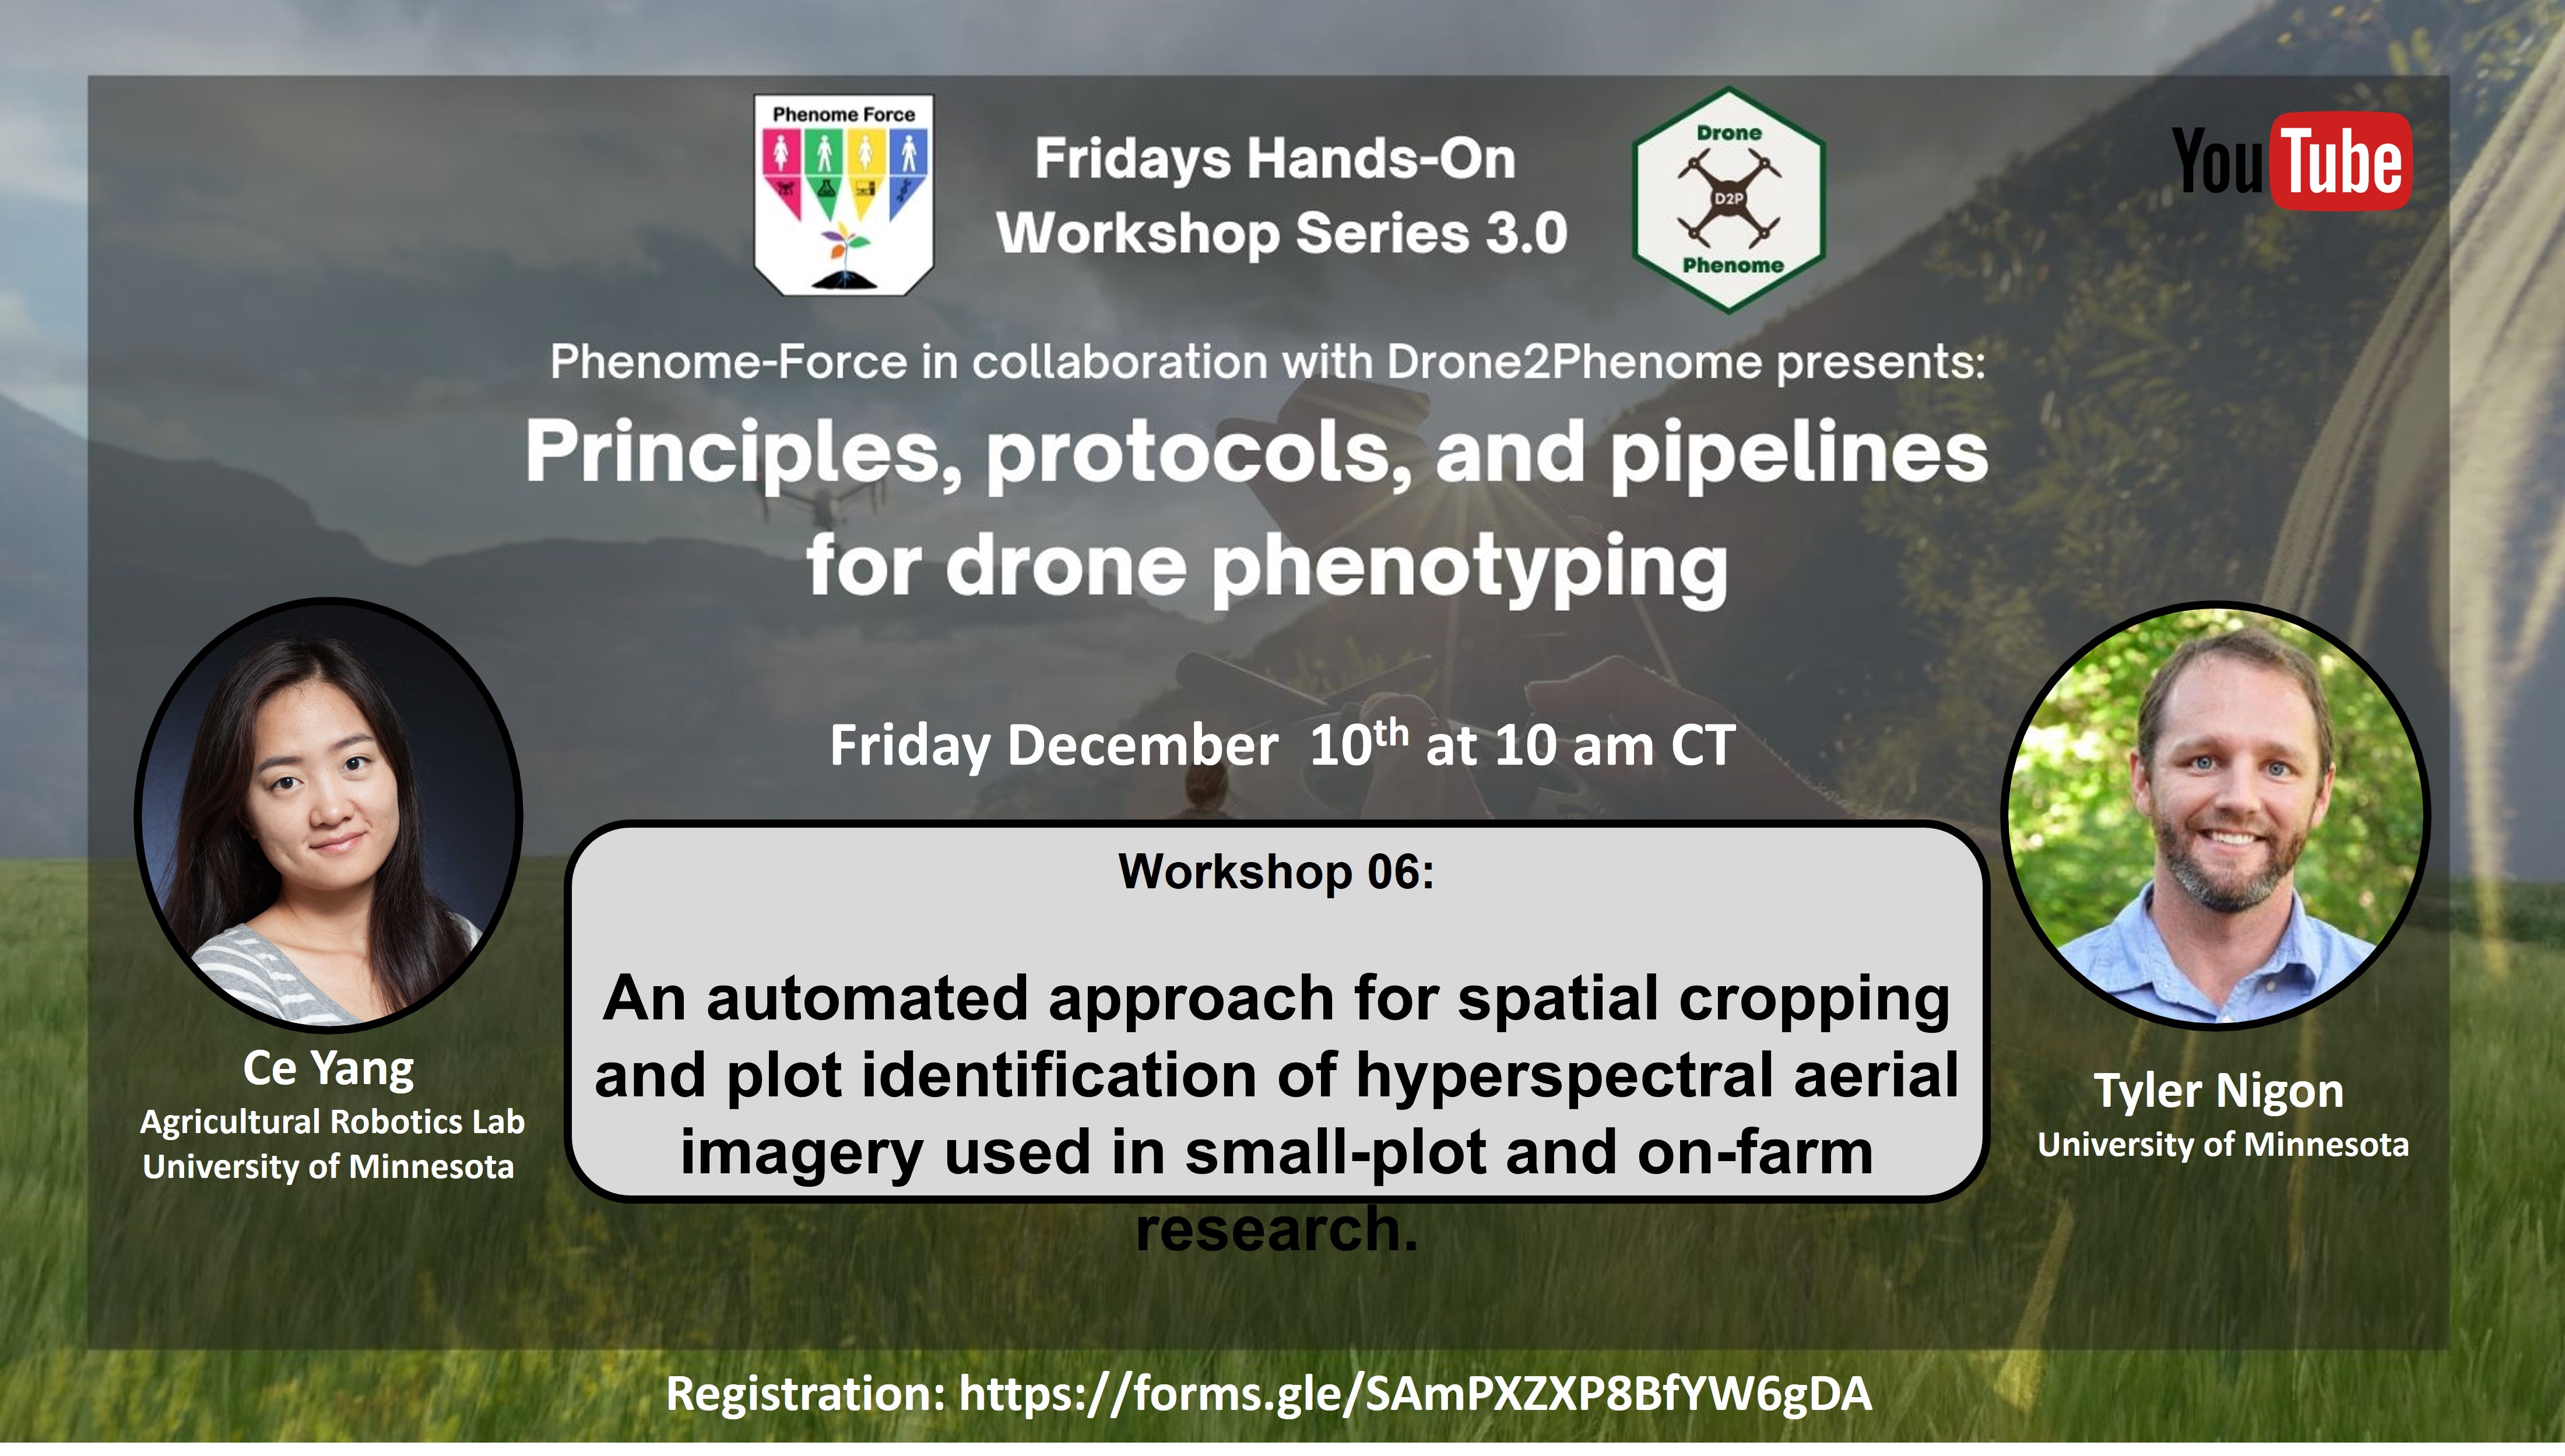 Phenome Force
Fridays Hands-On
Workshop Series 3.0
Drone
D2P
Phenome
YouTube
Phenome-Force in collaboration with Drone2Phenome presents:
Principles, protocols, and pipelines
for drone phenotyping
Friday December 10th at 10 am CT
Workshop 06:
An automated approach for spatial cropping
and plot identification of hyperspectral aerial
imagery used in small-plot and on-farm
research.
Ce Yang
Agricultural Robotics Lab
University of Minnesota
Tyler Nigon
University of Minnesota
Registration: https://forms.gle/SAmPXZXP8BfYW6gDA